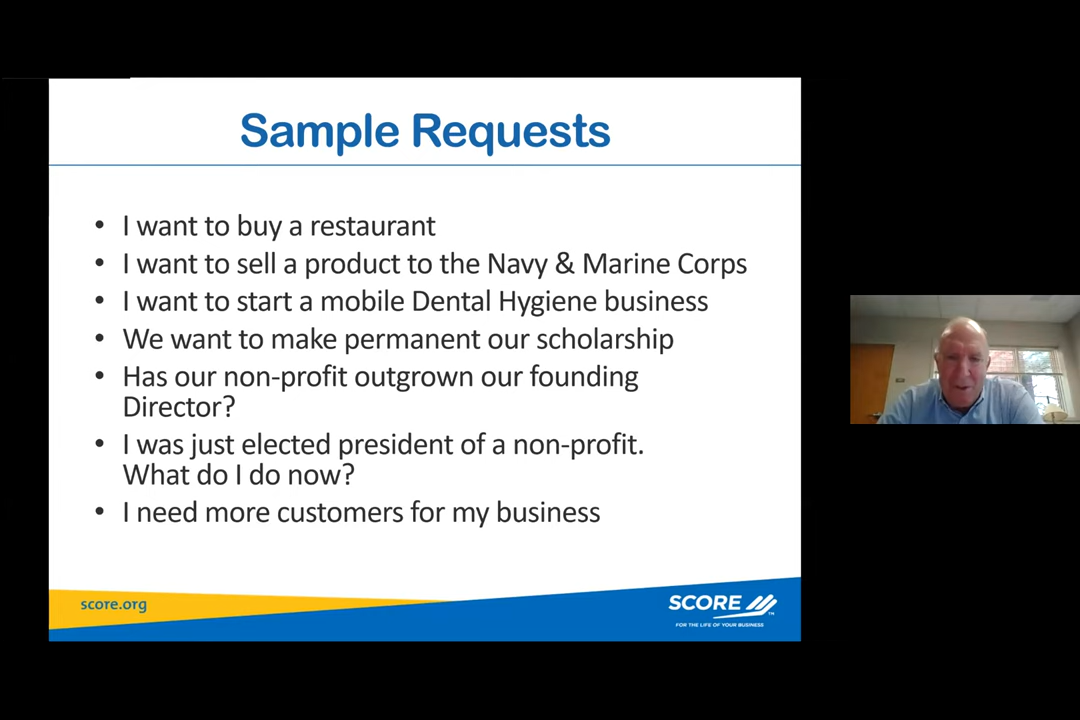 Sample Requests
• I want to buy a restaurant
• I want to sell a product to the Navy & Marine Corps
• I want to start a mobile Dental Hygiene business
• We want to make permanent our scholarship
• Has our non-profit outgrown our founding
Director?
• I was just elected president of a non-profit.
What do I do now?
• I need more customers for my business
score.org
SCORE
TM
FOR THE LIFE OF YOUR BUSINESS